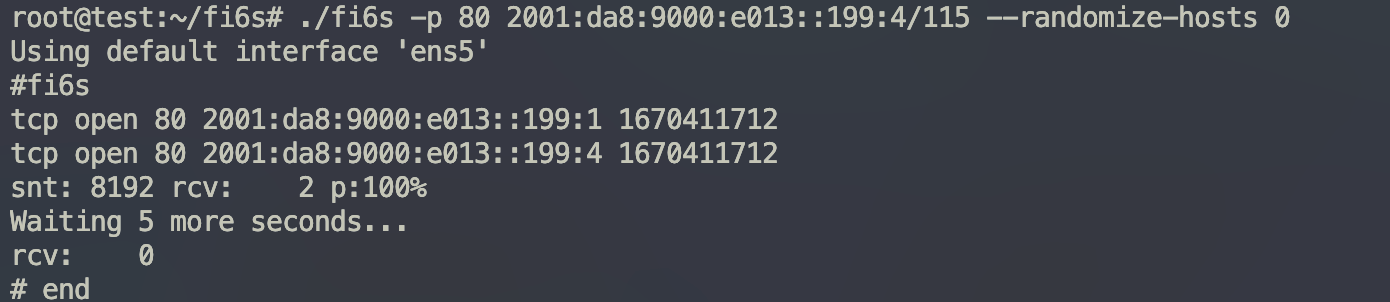 root@test:~/fi6s# ./fi6s -p 80 2001:da8:9000:e013::199:4/115 --randomize-hosts 0
Using default interface 'ens5'
#fi6s
tcp open 80 2001:da8:9000:e013::199:1 1670411712
tcp open 80 2001:da8:9000:e013::199:4 1670411712
snt: 8192 rcv:    2 p:100%
Waiting 5 more seconds...
rcv:    0
# end